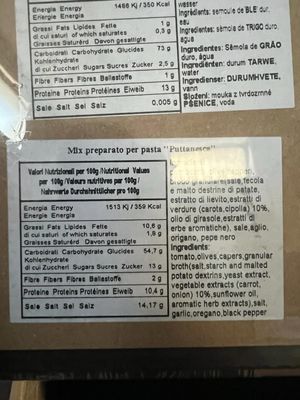 Energia Energy 1486 Kj / 350 Kcal
Energie Energia
Grassi Fats Lipides Fette 1 g
di cui saturi of which saturates 0,3 g
Graisses Saturèrd Davon gesattigte
Carboidrati Carbohydrate Glucides 73 g
Kohlenhydrate
di cui Zuccheri Sugars Sucres Zucker 2,5 g
Fibre Fibers Fibres Ballastoffe 1 g
Proteine Proteins Protéines Eiweib 13 g
Sale Salt Sel Salz 0,005 g
wasser
Ingrédients: semoule de BLE dur,
eau
Ingredientes: sémola de TRIGO duro,
agua
Ingredientes: Sêmola de GRÃO
duro, água
Ingrediënten: durum TARWE,
water
Ingredienser: DURUMHVETE,
vann
Složení: mouka z tvrdozrnné
PŠENICE, voda
Mix preparato per pasta "Puttanesca"
Valori Nutrizionali per 100g /Nutritional Values
per 100g /Valeurs nutritives per 100g /
Nahrwerte Durchshnittlicher pro 100g
Energia Energy 1513 Kj / 359 Kcal
Energie Energia
Grassi Fats Lipides Fette 10,6 g
di cui saturi of which saturates 1,8 g
Graisses Saturèrd Davon gesattigte
Carboidrati Carbohydrate Glucides 54,7 g
Kohlenhydrate
di cui Zuccheri Sugars Sucres Zucker 13 g
Fibre Fibers Fibres Ballastoffe 2 g
Proteine Proteins Protéines Eiweib 10,4 g
Sale Salt Sel Salz 14,17 g
brodo granulare(sale,fecola
e malto destrine di patate,
estratto di lievito,estratti di
verdure (carota,cipolla) 10%,
olio di girasole,estratti di
erbe aromatiche), sale,aglio,
origano, pepe nero
Ingredients:
tomato,olives,capers,granular
broth(salt,starch and malted
potato dextrins,yeast extract,
vegetable extracts (carrot,
onion) 10%,sunflower oil,
aromatic herb extracts),salt,
garlic,oregano,black pepper